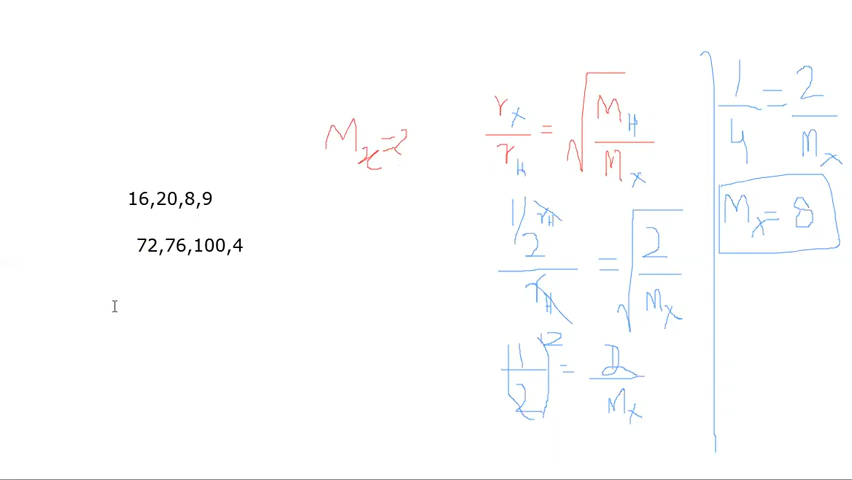 M_x=?
16,20,8,9
72,76,100,4
r_x/r_H = √(M_H/M_X)
1/2 r_H/r_H = √(2/M_X)
(1/2)^2 = 2/M_X
1/4 = 2/M_X
M_X = 8